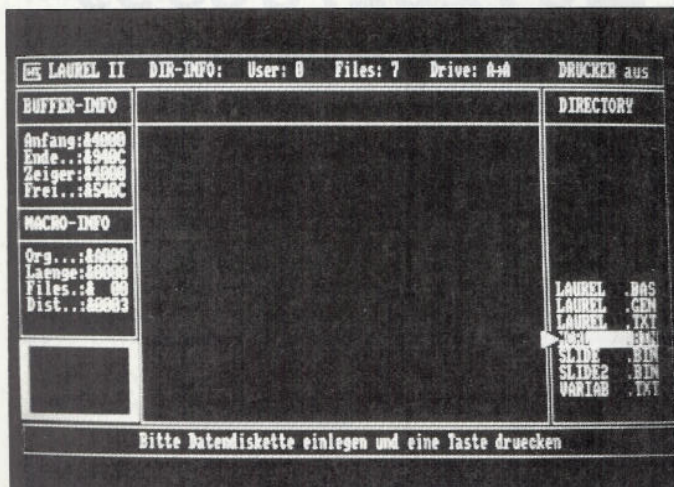 LAUREL II DIR-INFO: User: 0 Files: 7 Drive: A→A DRUCKER aus
BUFFER-INFO
DIRECTORY
Anfang:&4000
Ende..:&940C
Zeiger:&4000
Frei..:&540C
MACRO-INFO
Org...:&A000
Laenge:&0000
Files.:& 00
Dist..:&0003
LAUREL .BAS
LAUREL .GEN
LAUREL .TXT
.BIN
SLIDE .BIN
SLIDE2 .BIN
VARIAB .TXT
Bitte Datendiskette einlegen und eine Taste druecken